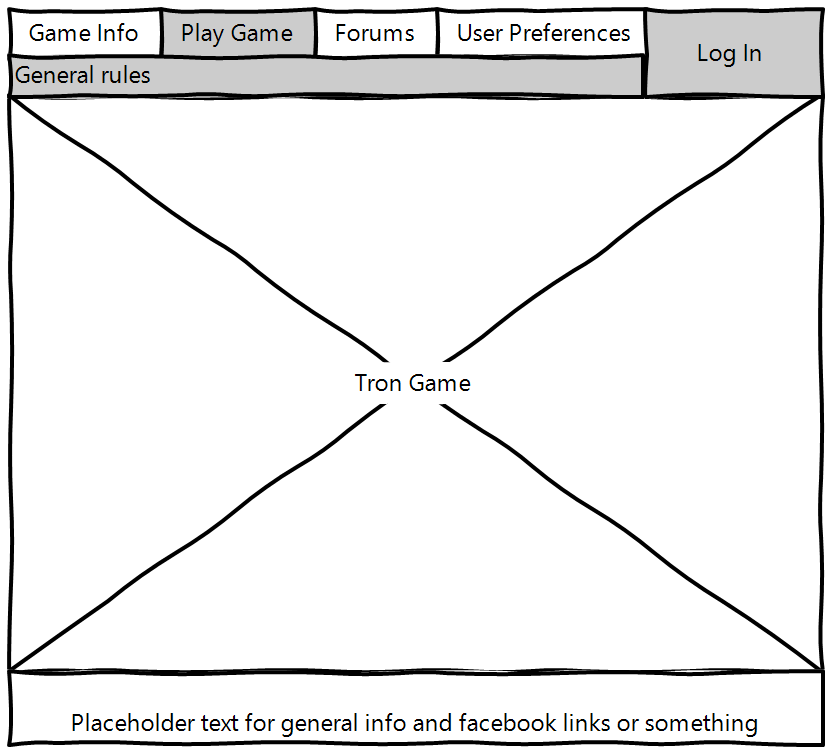 Game Info
Play Game
Forums
User Preferences
Log In
General rules
Tron Game
Placeholder text for general info and facebook links or something